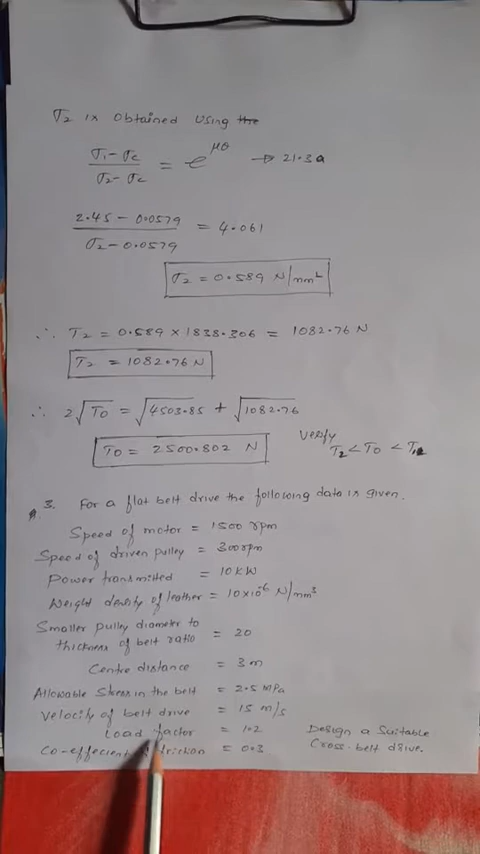 σ₂ is obtained using the
(σ₁ - σc)/(σ₂ - σc) = e^μθ → 21.3a
(2.45 - 0.0579)/(σ₂ - 0.0579) = 4.061
σ₂ = 0.589 N/mm²
∴ T₂ = 0.589 × 1838.306 = 1082.76 N
T₂ = 1082.76 N
∴ 2√T₀ = √4503.85 + √1082.76
T₀ = 2500.802 N
Verify T₂ < T₀ < T₁
3. For a flat belt drive the following data is given.
Speed of motor = 1500 rpm
Speed of driven pulley = 300 rpm
Power transmitted = 10 KW
Weight density of leather = 10×10⁻⁶ N/mm³
Smaller pulley diameter to
thickness of belt ratio = 20
Centre distance = 3 m
Allowable Stress in the belt = 2.5 MPa
Velocity of belt drive = 15 m/s
Load factor = 1.2 Design a Suitable
Co-effecient friction = 0.3 Cross-belt drive.